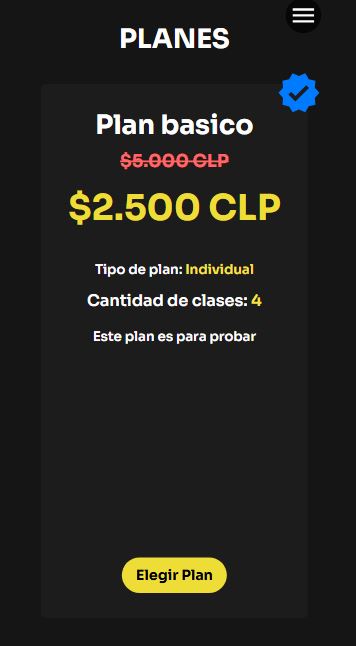 PLANES
Plan basico
$5.000 CLP
$2.500 CLP
Tipo de plan: Individual
Cantidad de clases: 4
Este plan es para probar
Elegir Plan